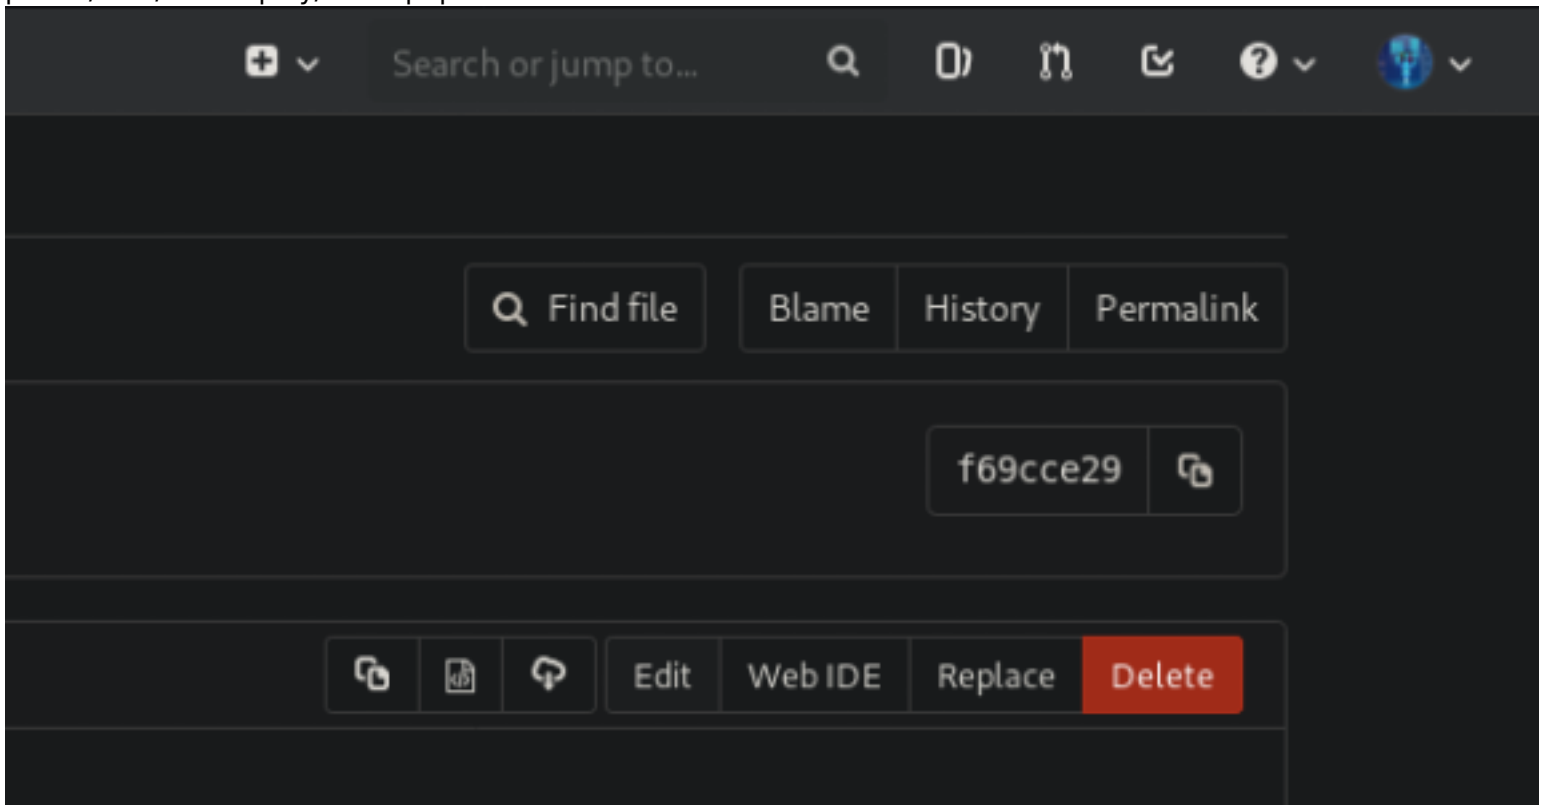 Search or jump to...
Find file Blame History Permalink
f69cce29
Edit Web IDE Replace Delete